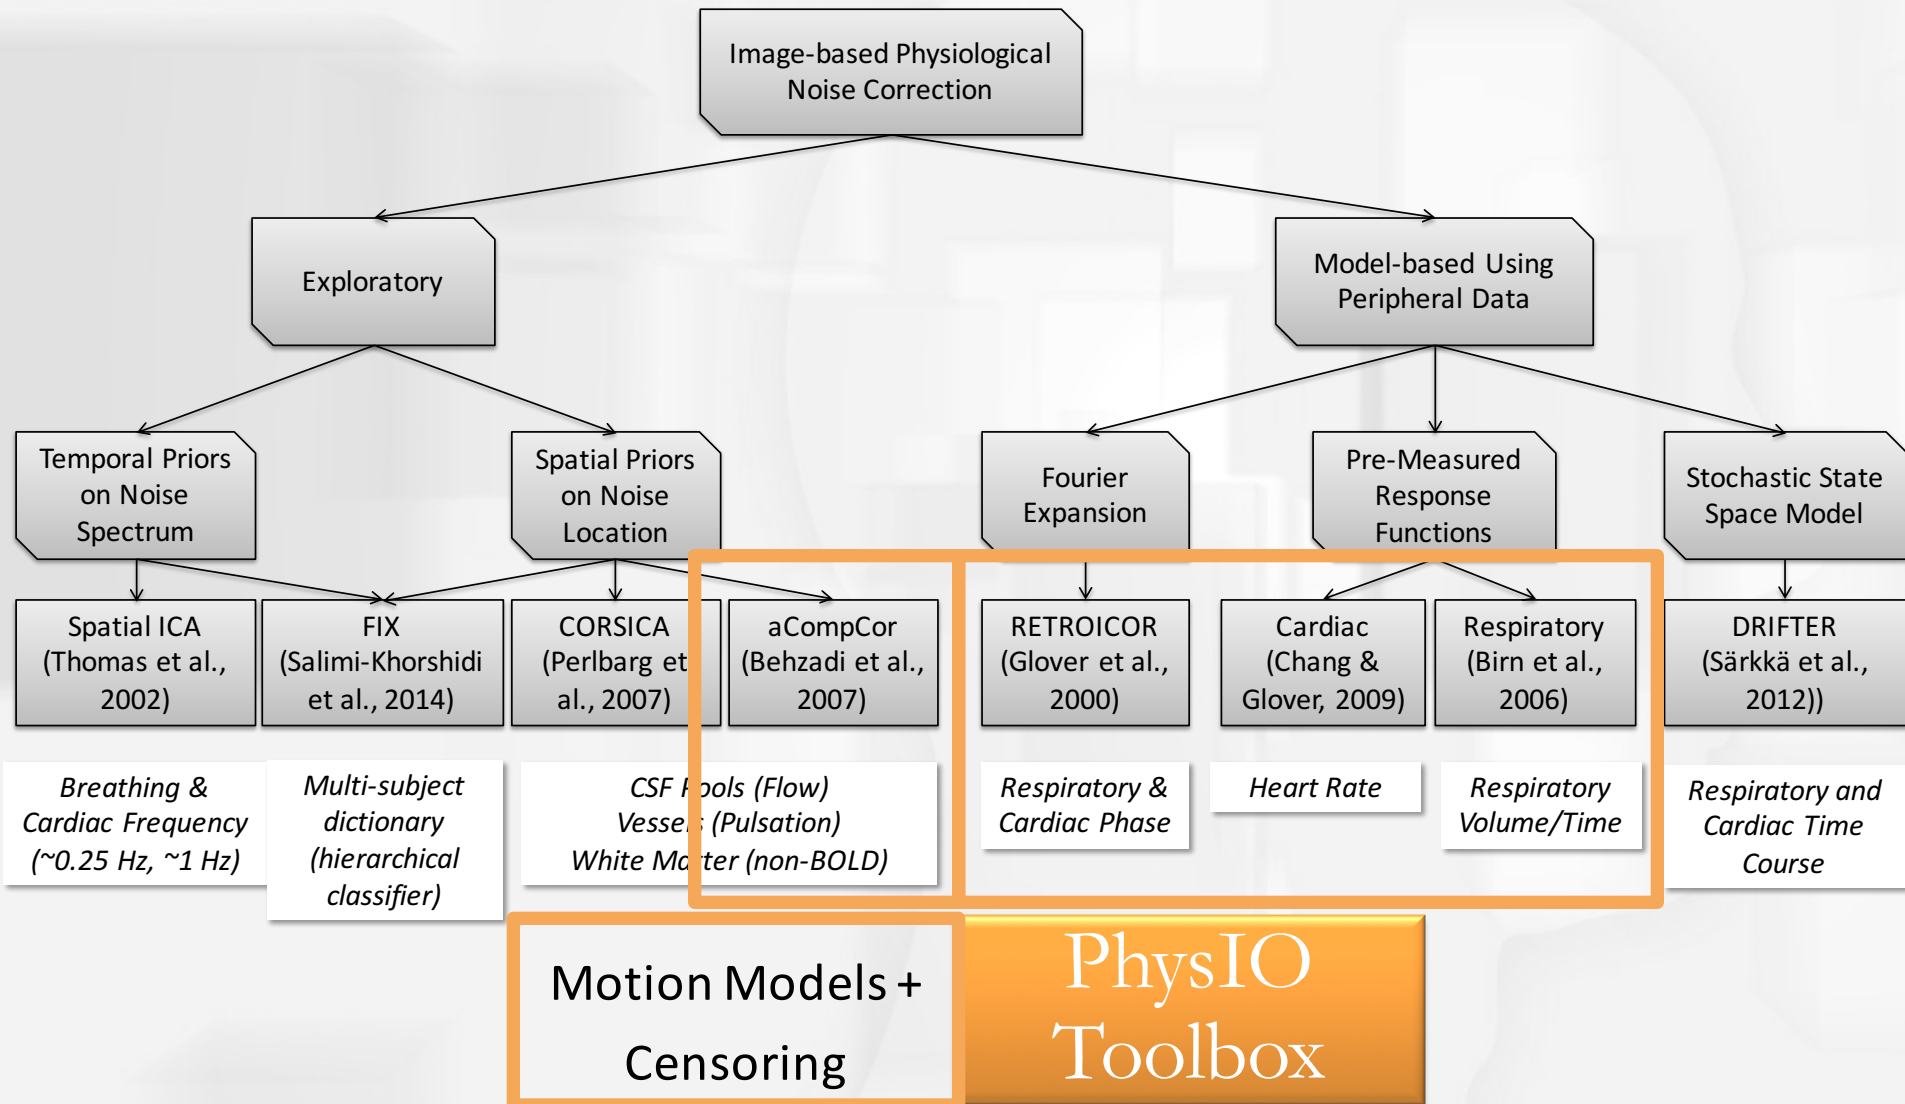 Image-based Physiological
Noise Correction
Exploratory
Model-based Using
Peripheral Data
Temporal Priors
on Noise
Spectrum
Spatial Priors
on Noise
Location
Fourier
Expansion
Pre-Measured
Response
Functions
Stochastic State
Space Model
Spatial ICA
(Thomas et al.,
2002)
FIX
(Salimi-Khorshidi
et al., 2014)
CORSICA
(Perlbarg et
al., 2007)
aCompCor
(Behzadi et al.,
2007)
RETROICOR
(Glover et al.,
2000)
Cardiac
(Chang &
Glover, 2009)
Respiratory
(Birn et al.,
2006)
DRIFTER
(Särkkä et al.,
2012))
Breathing &
Cardiac Frequency
(~0.25 Hz, ~1 Hz)
Multi-subject
dictionary
(hierarchical
classifier)
CSF Pools (Flow)
Vessels (Pulsation)
White Matter (non-BOLD)
Respiratory &
Cardiac Phase
Heart Rate
Respiratory
Volume/Time
Respiratory and
Cardiac Time
Course
Motion Models +
Censoring
PhysIO
Toolbox